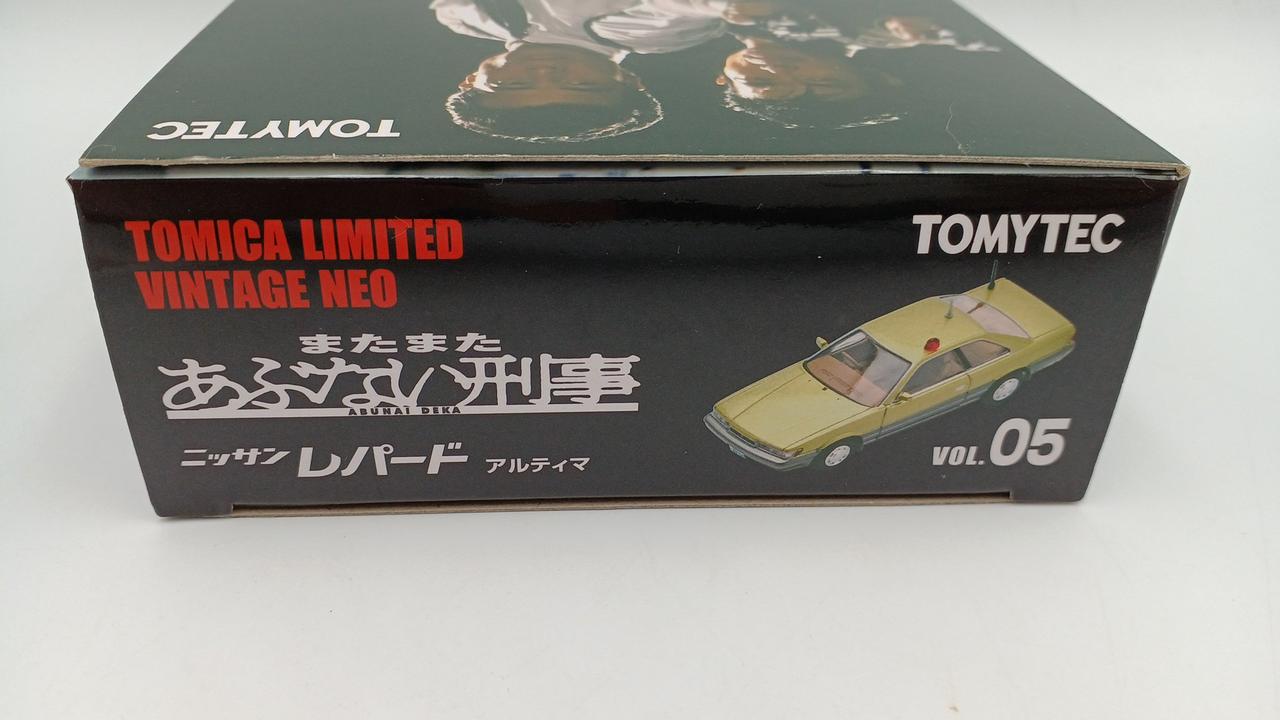 TOMYTEC
TOMICA LIMITED
VINTAGE NEO
TOMYTEC
またまた
あぶない刑事
ABUNAI DEKA
ニッサン レパード アルティマ
VOL. 05